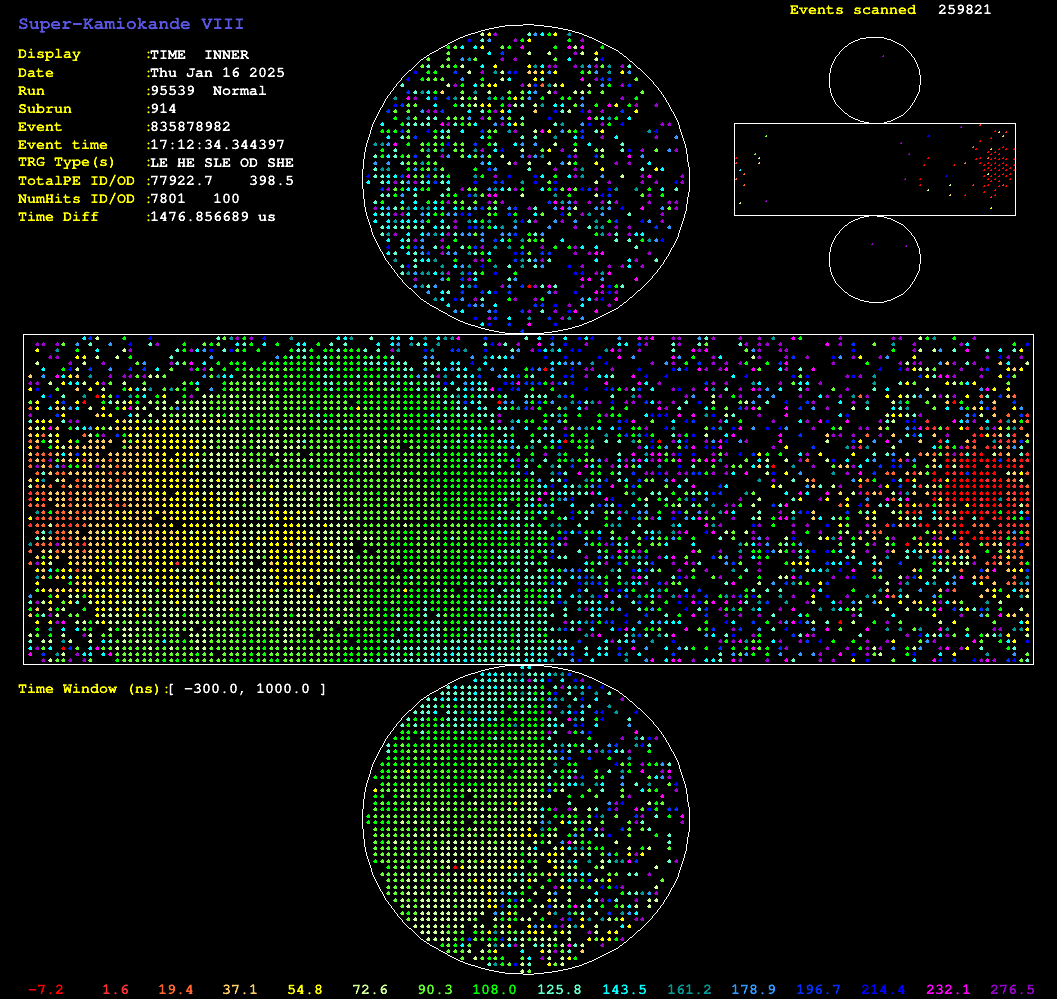 Super-Kamiokande VIII
Events scanned 259821
Display :TIME INNER
Date :Thu Jan 16 2025
Run :95539 Normal
Subrun :914
Event :835878982
Event time :17:12:34.344397
TRG Type(s) :LE HE SLE OD SHE
TotalPE ID/OD :77922.7 398.5
NumHits ID/OD :7801 100
Time Diff :1476.856689 us
Time Window (ns):[ -300.0, 1000.0 ]
-7.2 1.6 19.4 37.1 54.8 72.6 90.3 108.0 125.8 143.5 161.2 178.9 196.7 214.4 232.1 276.5